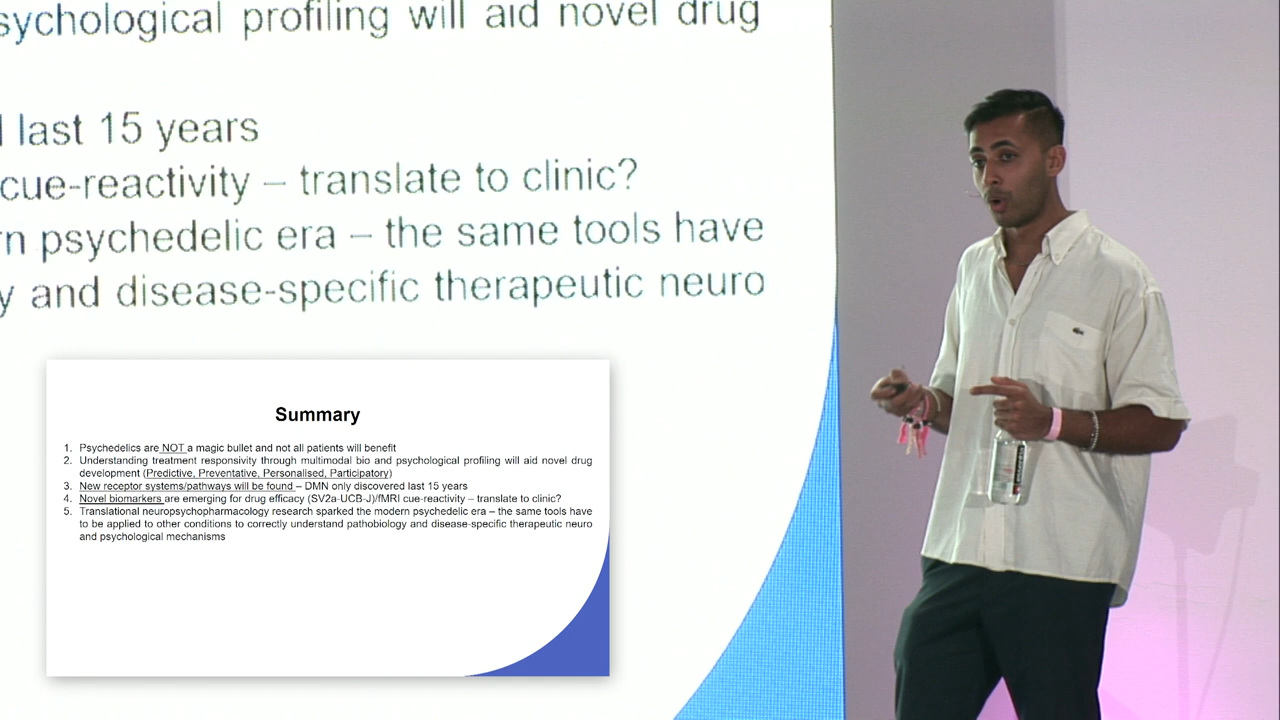 sychological profiling will aid novel drug
last 15 years
cue-reactivity – translate to clinic?
rn psychedelic era – the same tools have
y and disease-specific therapeutic neuro
Summary
1. Psychedelics are NOT a magic bullet and not all patients will benefit
2. Understanding treatment responsivity through multimodal bio and psychological profiling will aid novel drug
development (Predictive, Preventative, Personalised, Participatory)
3. New receptor systems/pathways will be found – DMN only discovered last 15 years
4. Novel biomarkers are emerging for drug efficacy (SV2a-UCB-J)/fMRI cue-reactivity – translate to clinic?
5. Translational neuropsychopharmacology research sparked the modern psychedelic era – the same tools have
to be applied to other conditions to correctly understand pathobiology and disease-specific therapeutic neuro
and psychological mechanisms